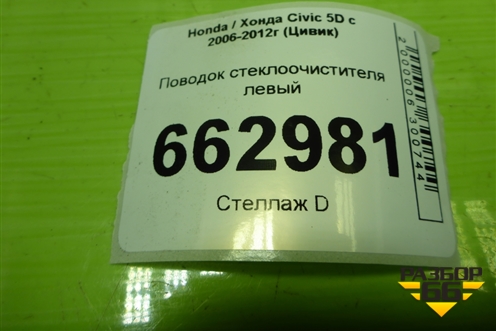 Honda / Хонда Civic 5D с
2006-2012г (Цивик)
Поводок стеклоочистителя
левый
662981
Стеллаж D
2000006300744
РАЗБОР
66